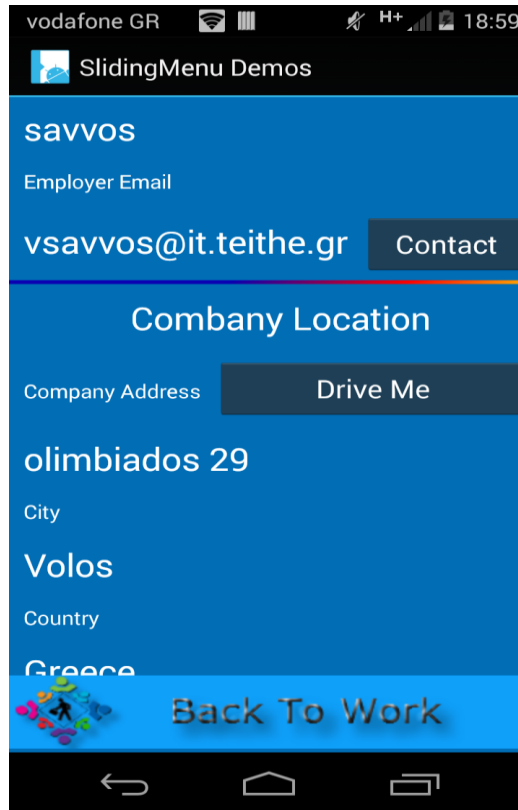 vodafone GR H+ 18:59
SlidingMenu Demos
savvos
Employer Email
vsavvos@it.teithe.gr Contact
Combany Location
Company Address Drive Me
olimbiados 29
City
Volos
Country
Greece
Back To Work